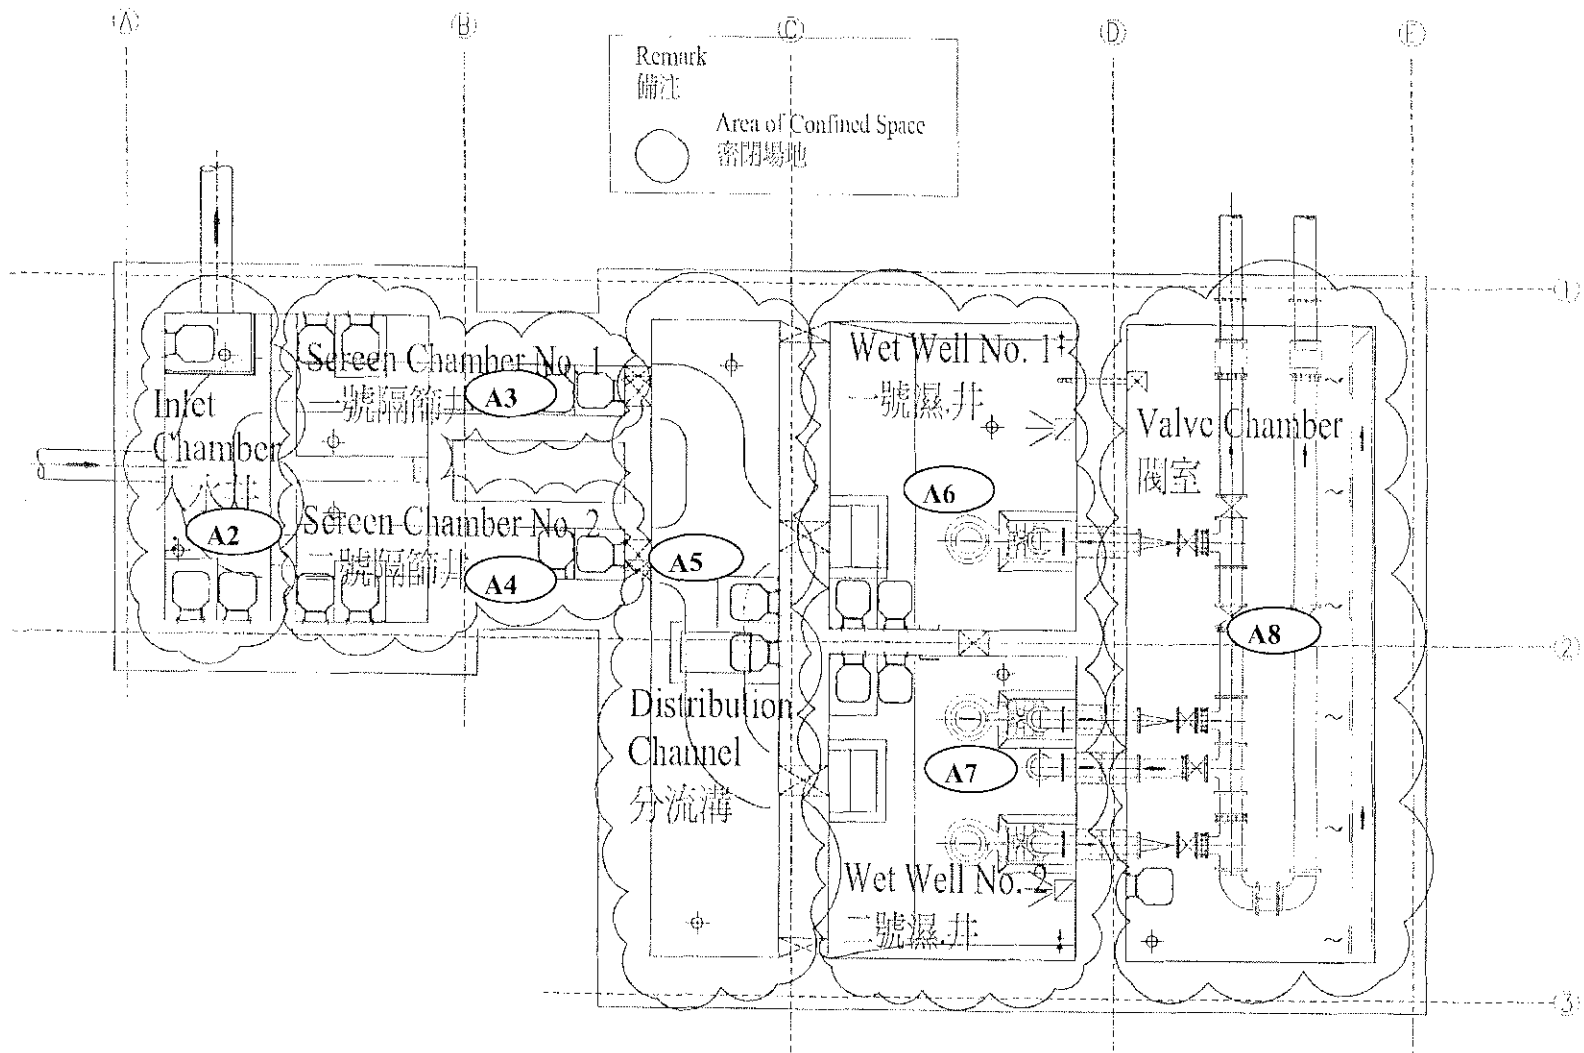 A
B
C
D
E
Remark
備注
Area of Confined Space
密閉場地
1
Screen Chamber No. 1
一號隔篩井
A3
Inlet
Chamber
入水井
A2
Screen Chamber No. 2
二號隔篩井
A4
A5
Wet Well No. 1
一號濕井
A6
Valve Chamber
閥室
A8
2
Distribution
Channel
分流溝
A7
Wet Well No. 2
二號濕井
3